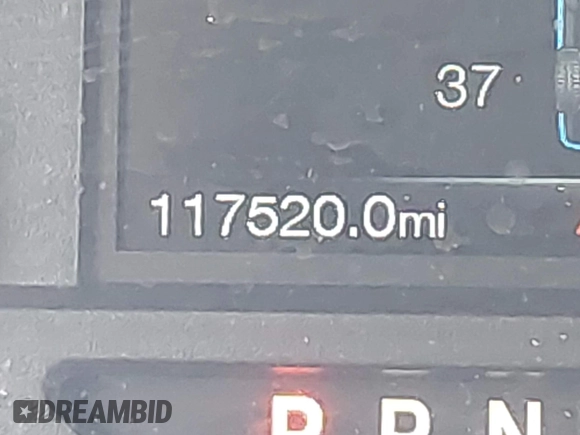 37
117520.0mi
P R N
DREAMBID